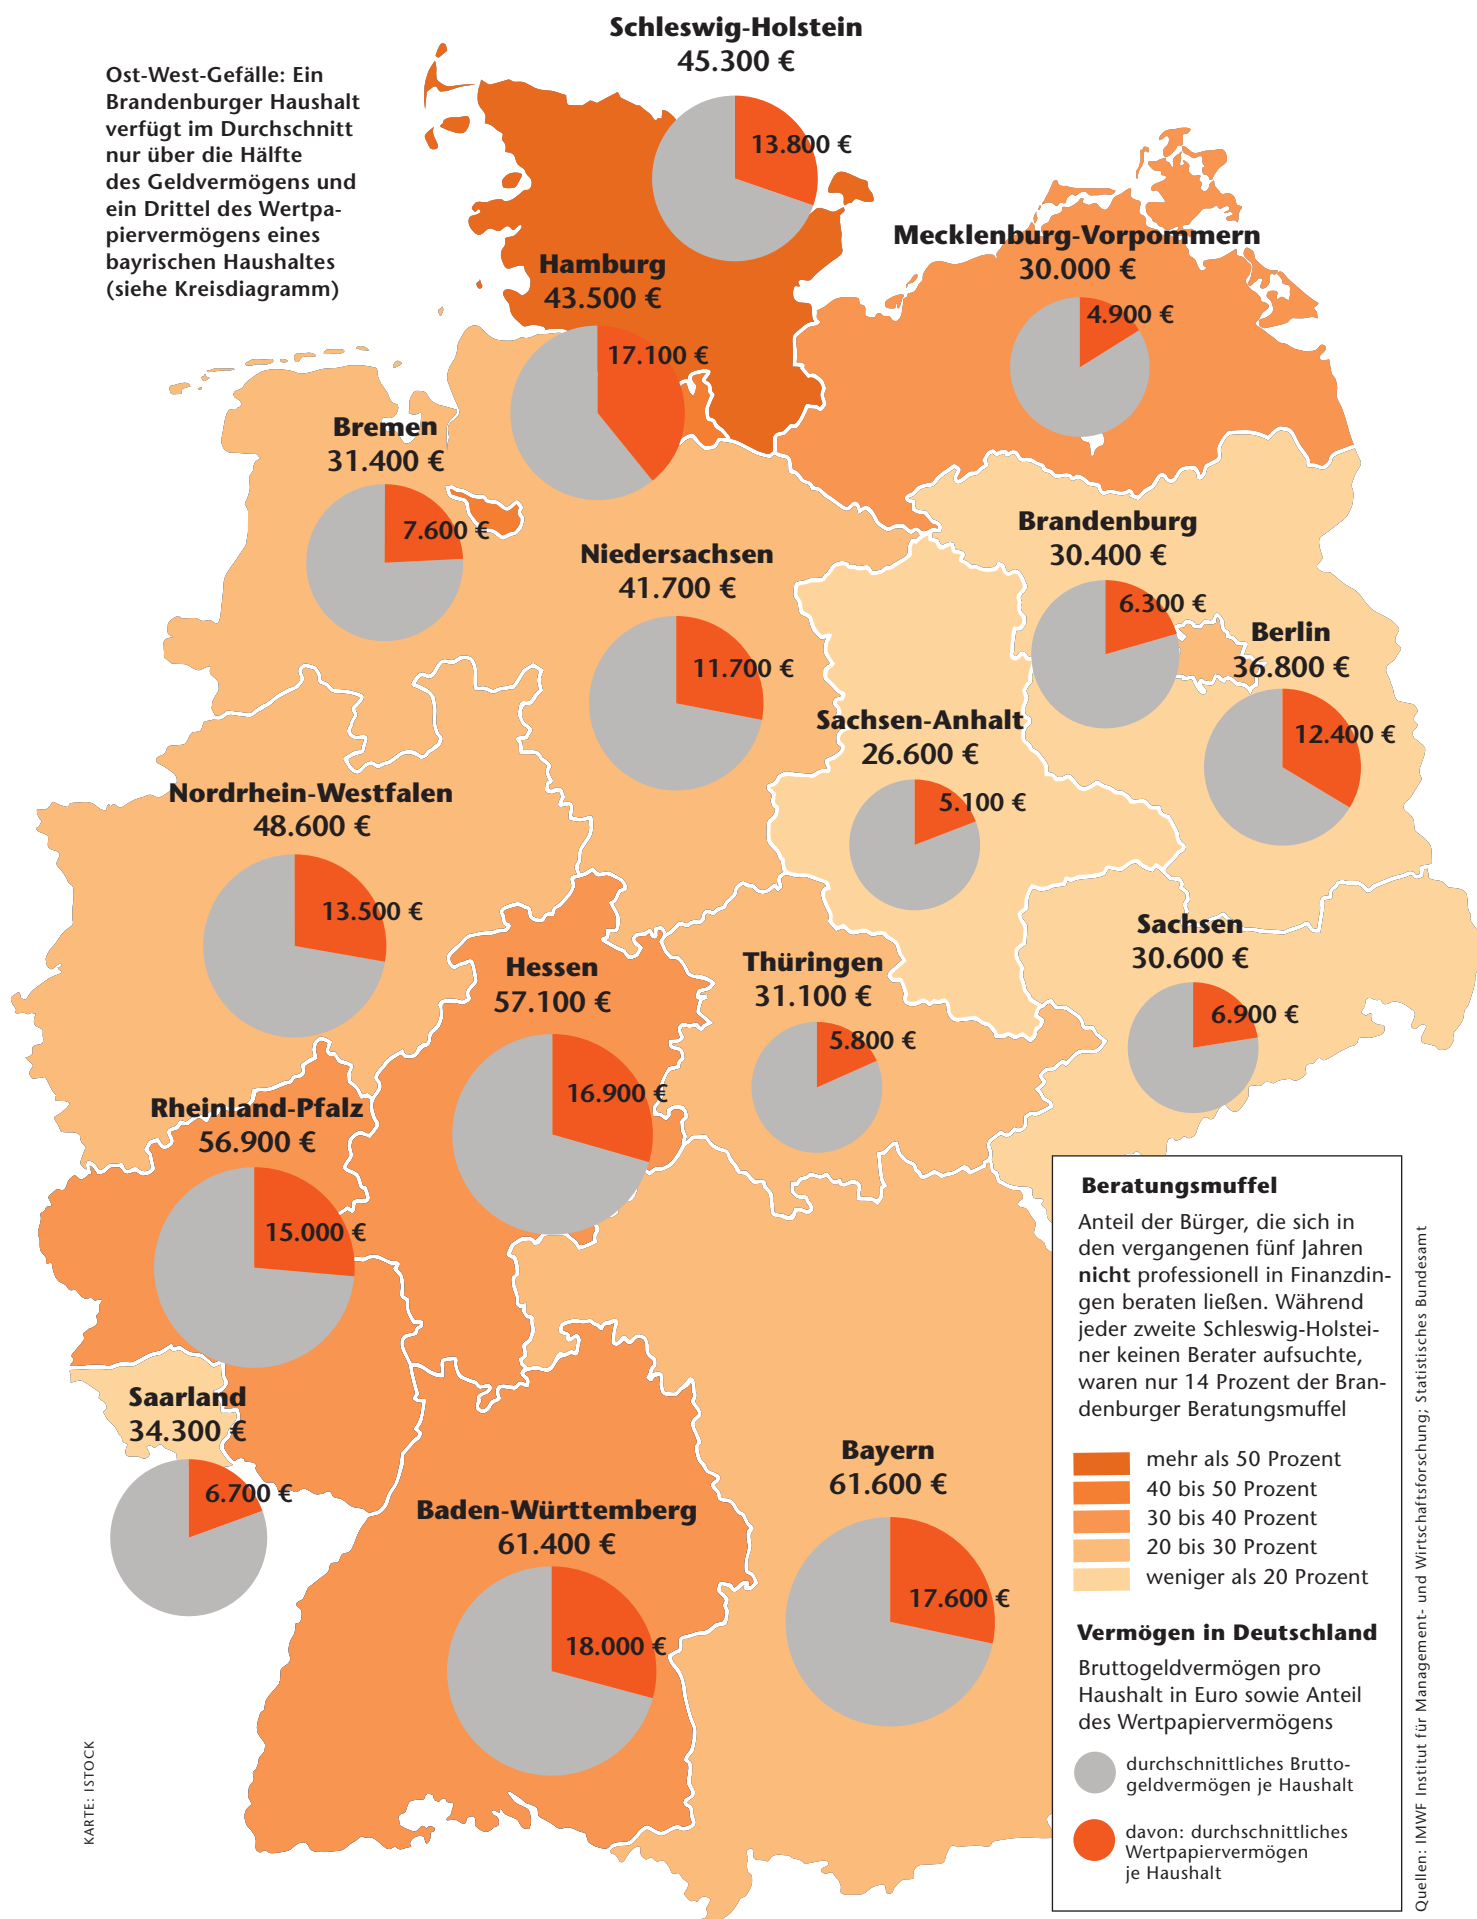 Schleswig-Holstein
45.300 €
13.800 €
Ost-West-Gefälle: Ein
Brandenburger Haushalt
verfügt im Durchschnitt
nur über die Hälfte
des Geldvermögens und
ein Drittel des Wertpa-
piervermögens eines
bayrischen Haushaltes
(siehe Kreisdiagramm)
Mecklenburg-Vorpommern
30.000 €
4.900 €
Hamburg
43.500 €
17.100 €
Bremen
31.400 €
7.600 €
Niedersachsen
41.700 €
11.700 €
Brandenburg
30.400 €
6.300 €
Berlin
36.800 €
12.400 €
Sachsen-Anhalt
26.600 €
5.100 €
Nordrhein-Westfalen
48.600 €
13.500 €
Hessen
57.100 €
16.900 €
Thüringen
31.100 €
5.800 €
Sachsen
30.600 €
6.900 €
Rheinland-Pfalz
56.900 €
15.000 €
Saarland
34.300 €
6.700 €
Baden-Württemberg
61.400 €
18.000 €
Bayern
61.600 €
17.600 €
Beratungsmuffel
Anteil der Bürger, die sich in
den vergangenen fünf Jahren
nicht professionell in Finanzdin-
gen beraten ließen. Während
jeder zweite Schleswig-Holstei-
ner keinen Berater aufsuchte,
waren nur 14 Prozent der Bran-
denburger Beratungsmuffel
mehr als 50 Prozent
40 bis 50 Prozent
30 bis 40 Prozent
20 bis 30 Prozent
weniger als 20 Prozent
Vermögen in Deutschland
Bruttogeldvermögen pro
Haushalt in Euro sowie Anteil
des Wertpapiervermögens
durchschnittliches Brutto-
geldvermögen je Haushalt
davon: durchschnittliches
Wertpapiervermögen
je Haushalt
KARTE: ISTOCK
Quellen: IMWF Institut für Management- und Wirtschaftsforschung; Statistisches Bundesamt